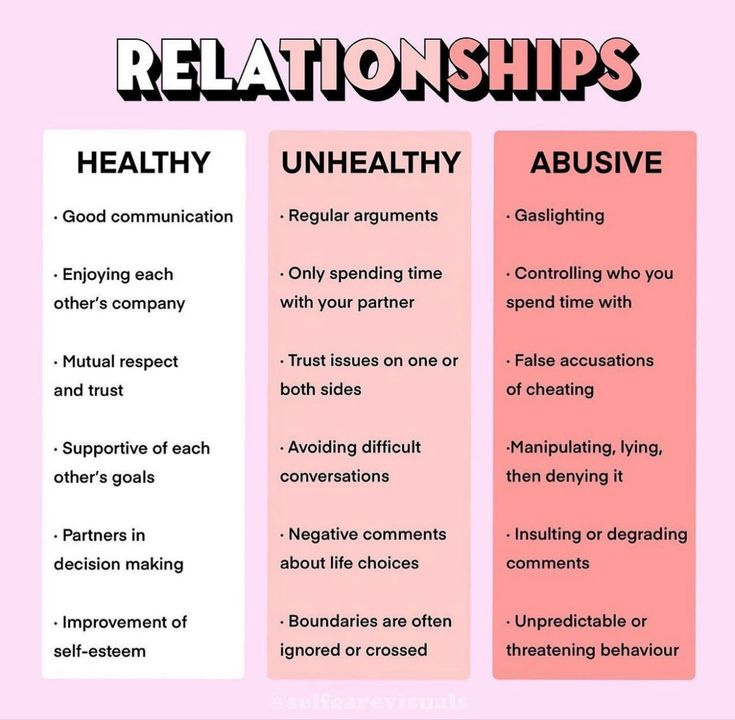 RELATIONSHIPS
HEALTHY
· Good communication
· Enjoying each
other's company
· Mutual respect
and trust
· Supportive of each
other's goals
· Partners in
decision making
· Improvement of
self-esteem
UNHEALTHY
· Regular arguments
· Only spending time
with your partner
· Trust issues on one or
both sides
· Avoiding difficult
conversations
· Negative comments
about life choices
· Boundaries are often
ignored or crossed
ABUSIVE
· Gaslighting
· Controlling who you
spend time with
· False accusations
of cheating
·Manipulating, lying,
then denying it
· Insulting or degrading
comments
· Unpredictable or
threatening behaviour
@selfcarevisuals